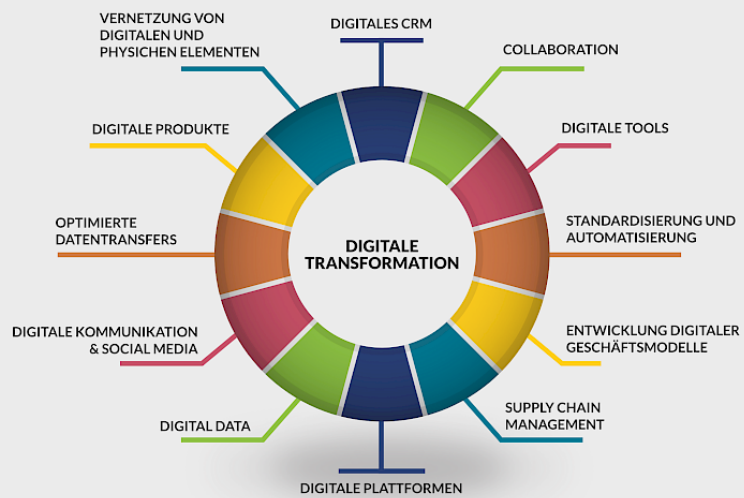 VERNETZUNG VON
DIGITALEN UND
PHYSICHEN ELEMENTEN
DIGITALES CRM
COLLABORATION
DIGITALE PRODUKTE
DIGITALE TOOLS
OPTIMIERTE
DATENTRANSFERS
DIGITALE
TRANSFORMATION
STANDARDISIERUNG UND
AUTOMATISIERUNG
DIGITALE KOMMUNIKATION
& SOCIAL MEDIA
ENTWICKLUNG DIGITALER
GESCHÄFTSMODELLE
DIGITAL DATA
SUPPLY CHAIN
MANAGEMENT
DIGITALE PLATTFORMEN